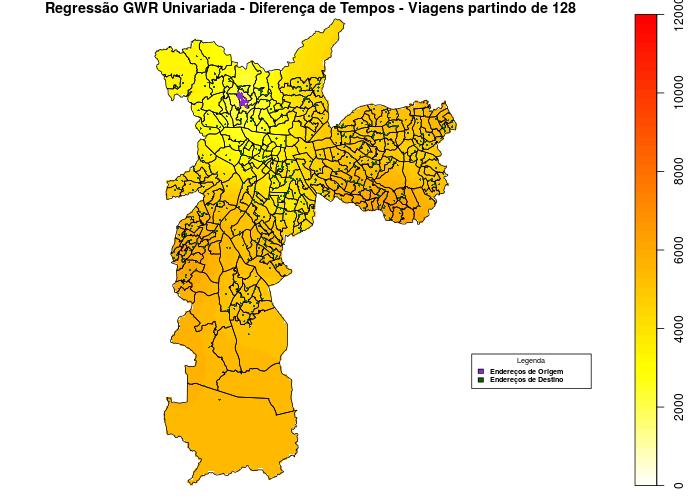 Regressão GWR Univariada - Diferença de Tempos - Viagens partindo de 128
12000
10000
8000
6000
4000
2000
0
Legenda
Endereços de Origem
Endereços de Destino